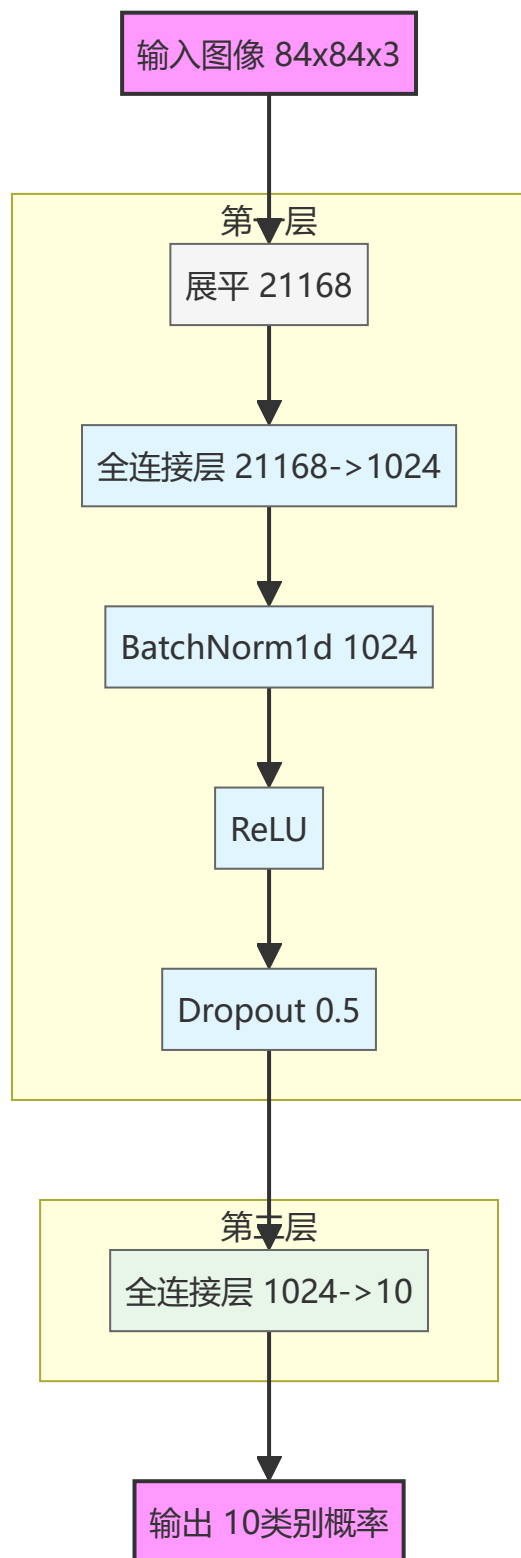 输入图像 84x84x3
第一层
展平 21168
全连接层 21168->1024
BatchNorm1d 1024
ReLU
Dropout 0.5
第二层
全连接层 1024->10
输出 10类别概率